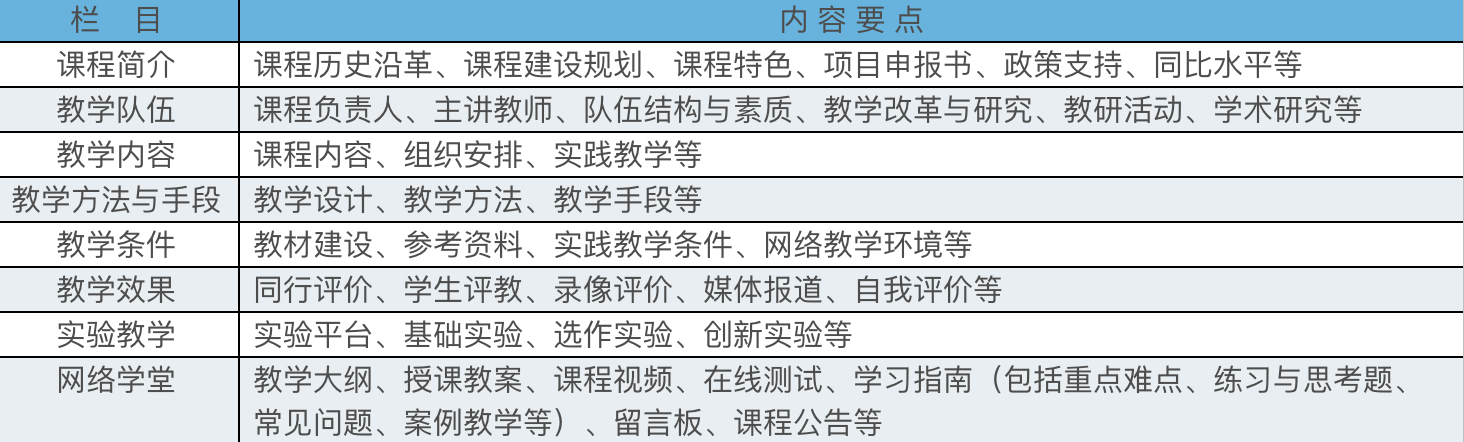 栏 目 内容要点
课程简介 课程历史沿革、课程建设规划、课程特色、项目申报书、政策支持、同比水平等
教学队伍 课程负责人、主讲教师、队伍结构与素质、教学改革与研究、教研活动、学术研究等
教学内容 课程内容、组织安排、实践教学等
教学方法与手段 教学设计、教学方法、教学手段等
教学条件 教材建设、参考资料、实践教学条件、网络教学环境等
教学效果 同行评价、学生评教、录像评价、媒体报道、自我评价等
实验教学 实验平台、基础实验、选作实验、创新实验等
网络学堂 教学大纲、授课教案、课程视频、在线测试、学习指南（包括重点难点、练习与思考题、
常见问题、案例教学等）、留言板、课程公告等